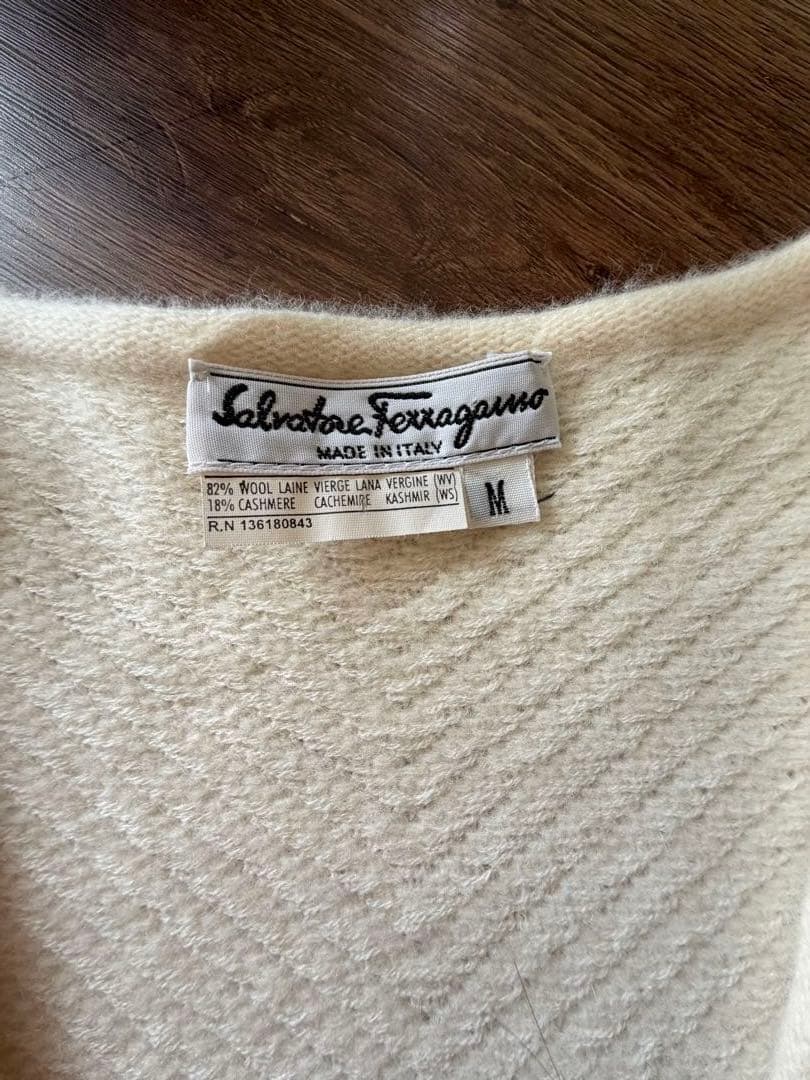 Salvatore Ferragamo
MADE IN ITALY
82% WOOL LAINE VIERGE LANA VERGINE (WV)
18% CASHMERE CACHEMIRE KASHMIR (WS)
R.N 136180843
M